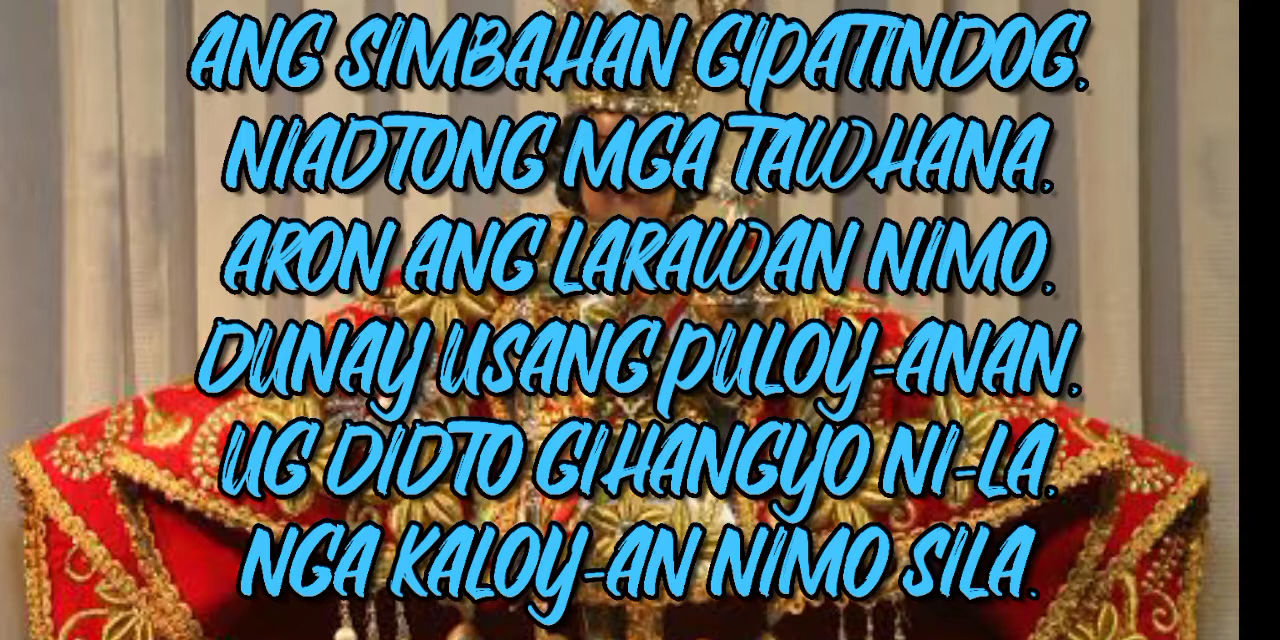 ANG SIMBAHAN GIPATINDOG.
NIADTONG MGA TAWHANA.
ARON ANG LARAWAN NIMO.
DUNAY USANG PULOY-ANAN.
UG DIDTO GIHANGYO NI-LA.
NGA KALOY-AN NIMO SILA.